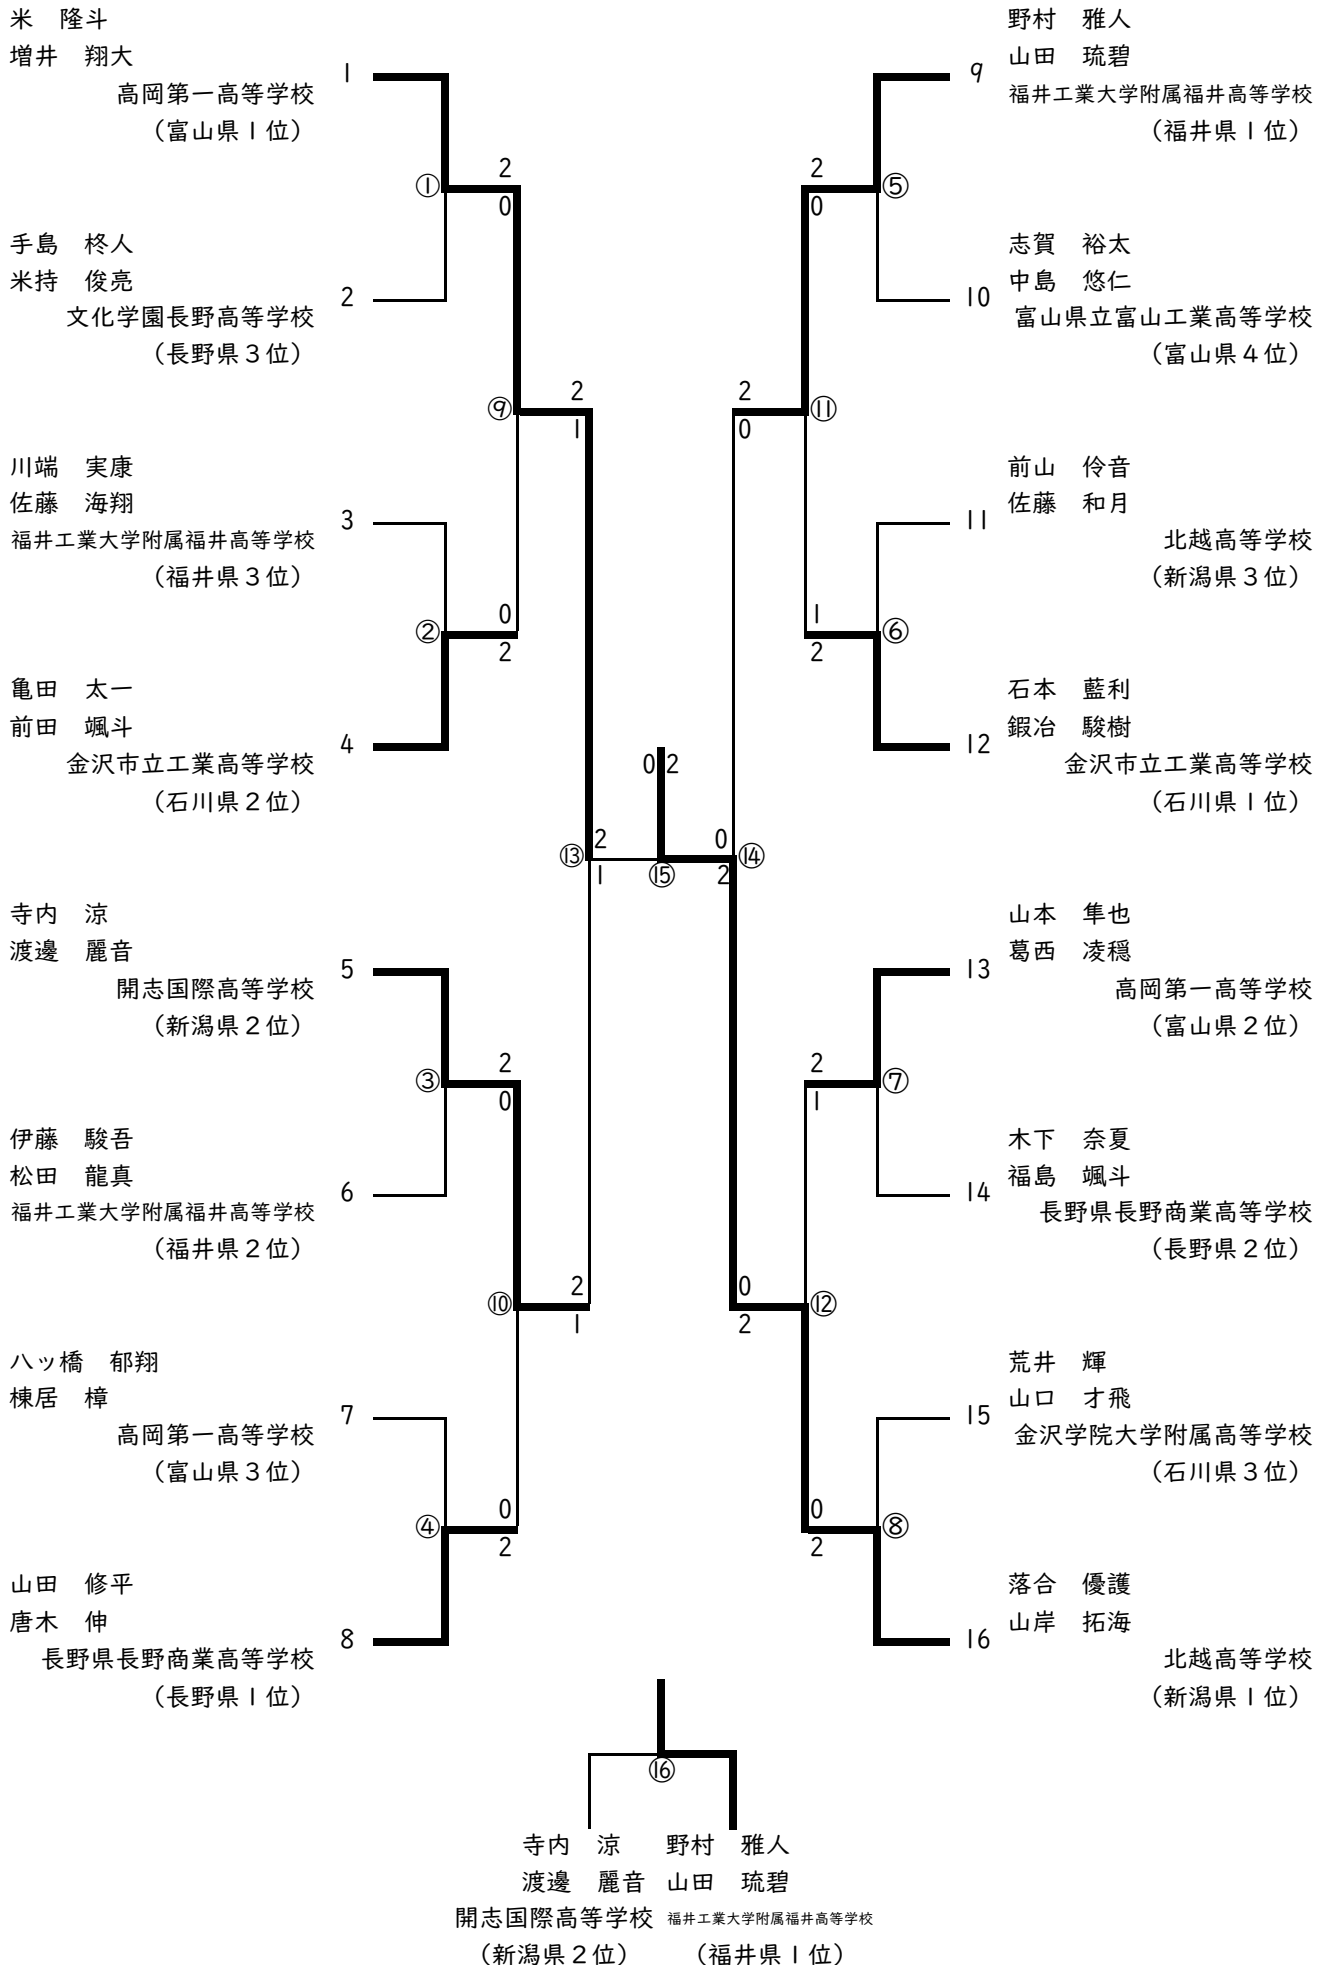 米　隆斗
増井　翔大
1
高岡第一高等学校
（富山県1位）
①
2
0
手島　柊人
米持　俊亮
2
文化学園長野高等学校
（長野県3位）
⑨
2
1
川端　実康
佐藤　海翔
3
福井工業大学附属福井高等学校
（福井県3位）
②
0
2
亀田　太一
前田　颯斗
4
金沢市立工業高等学校
（石川県2位）
⑬
2
1
寺内　涼
渡邊　麗音
5
開志国際高等学校
（新潟県2位）
③
2
0
伊藤　駿吾
松田　龍真
6
福井工業大学附属福井高等学校
（福井県2位）
⑩
2
1
八ッ橋　郁翔
棟居　樟
7
高岡第一高等学校
（富山県3位）
④
0
2
山田　修平
唐木　伸
8
長野県長野商業高等学校
（長野県1位）
0 2
⑮
野村　雅人
山田　琉碧
9
福井工業大学附属福井高等学校
（福井県1位）
2
0
⑤
志賀　裕太
中島　悠仁
10
富山県立富山工業高等学校
（富山県4位）
2
0
⑪
前山　伶音
佐藤　和月
11
北越高等学校
（新潟県3位）
1
2
⑥
石本　藍利
鍜冶　駿樹
12
金沢市立工業高等学校
（石川県1位）
0
2
⑭
山本　隼也
葛西　凌穏
13
高岡第一高等学校
（富山県2位）
2
1
⑦
木下　奈夏
福島　颯斗
14
長野県長野商業高等学校
（長野県2位）
0
2
⑫
荒井　輝
山口　才飛
15
金沢学院大学附属高等学校
（石川県3位）
0
2
⑧
落合　優護
山岸　拓海
16
北越高等学校
（新潟県1位）
⑯
寺内　涼
渡邊　麗音
開志国際高等学校
（新潟県2位）
野村　雅人
山田　琉碧
福井工業大学附属福井高等学校
（福井県1位）